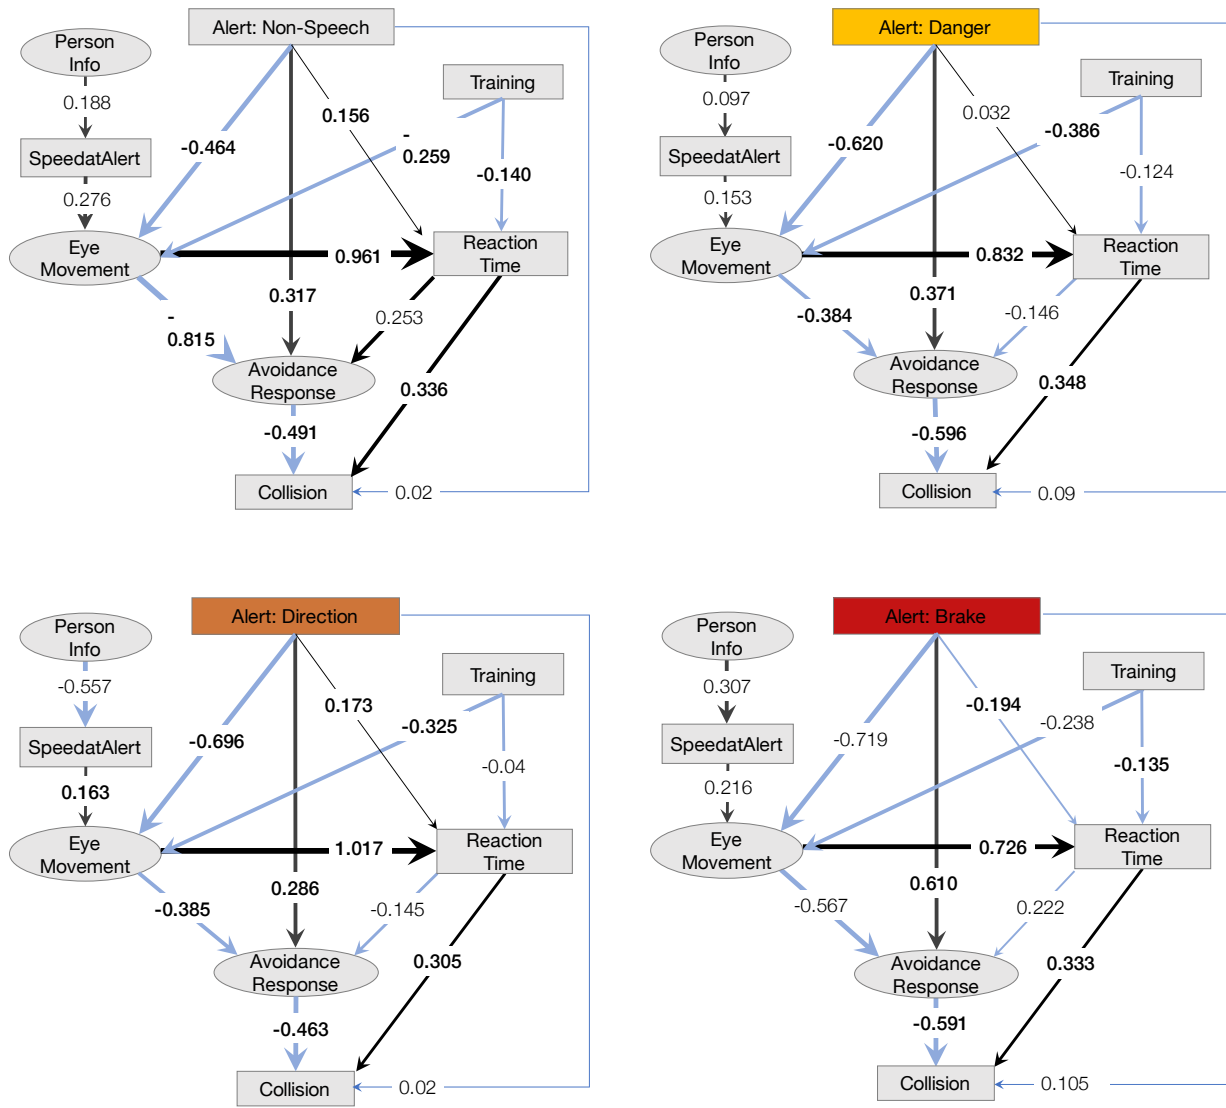 Alert: Non-Speech
Person
Info
Training
0.188
0.156
-
0.259
-0.464
SpeedatAlert
-0.140
0.276
Eye
Movement
0.961
Reaction
Time
0.317
0.253
-
0.815
Avoidance
Response
0.336
-0.491
Collision
0.02
Alert: Danger
Person
Info
Training
0.097
0.032
-0.386
-0.620
SpeedatAlert
-0.124
0.153
Eye
Movement
0.832
Reaction
Time
0.371
-0.384
-0.146
Avoidance
Response
0.348
-0.596
Collision
0.09
Alert: Direction
Person
Info
Training
-0.557
0.173
-0.325
-0.696
SpeedatAlert
-0.04
0.163
Eye
Movement
1.017
Reaction
Time
0.286
-0.385
-0.145
Avoidance
Response
0.305
-0.463
Collision
0.02
Alert: Brake
Person
Info
Training
0.307
-0.194
-0.238
-0.719
SpeedatAlert
-0.135
0.216
Eye
Movement
0.726
Reaction
Time
0.610
-0.567
0.222
Avoidance
Response
0.333
-0.591
Collision
0.105